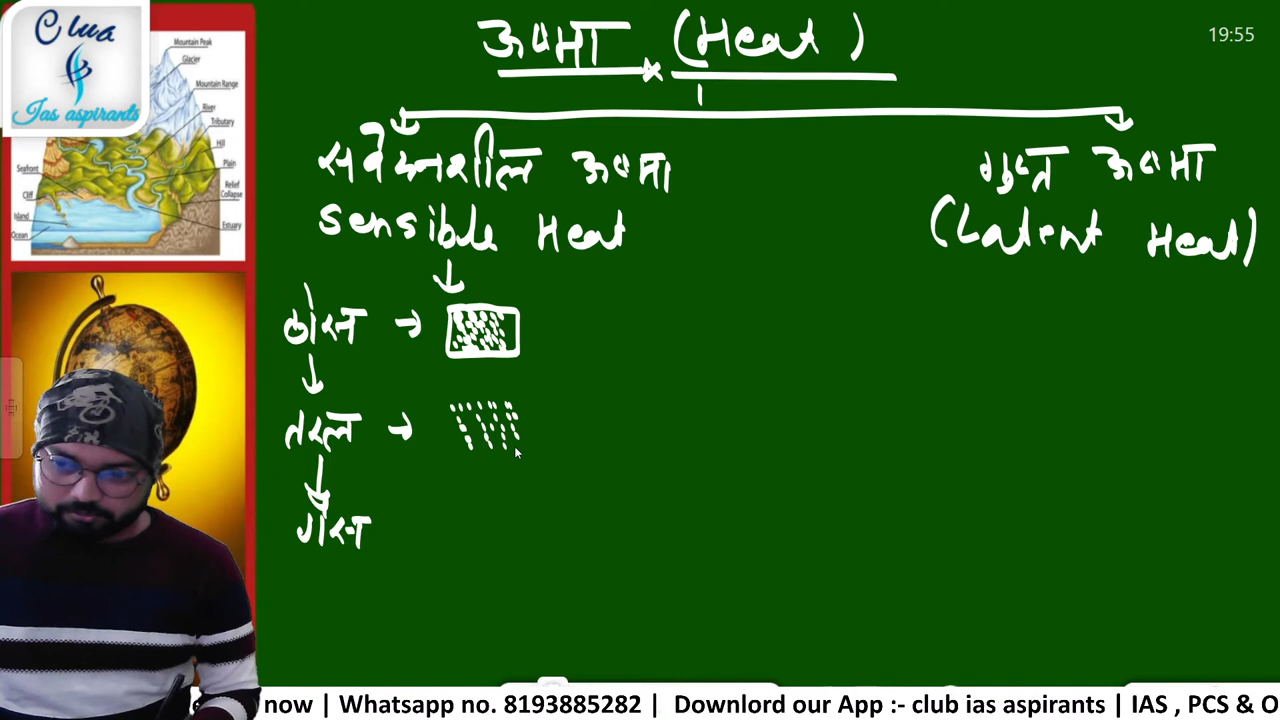 Clua
Ias aspirants
Mountain Peak
Glacier
Mountain Range
River
Tributary
Hill
Plain
Relief
Collapse
Estuary
Seafont
Cliff
Island
Ocean
19:55
ऊष्मा (Heat)
संवेदनशील ऊष्मा
Sensible Heat
गुप्त ऊष्मा
(Latent Heat)
ठोस
तरल
now | Whatsapp no. 8193885282 | Downlord our App :- club ias aspirants | IAS , PCS & O